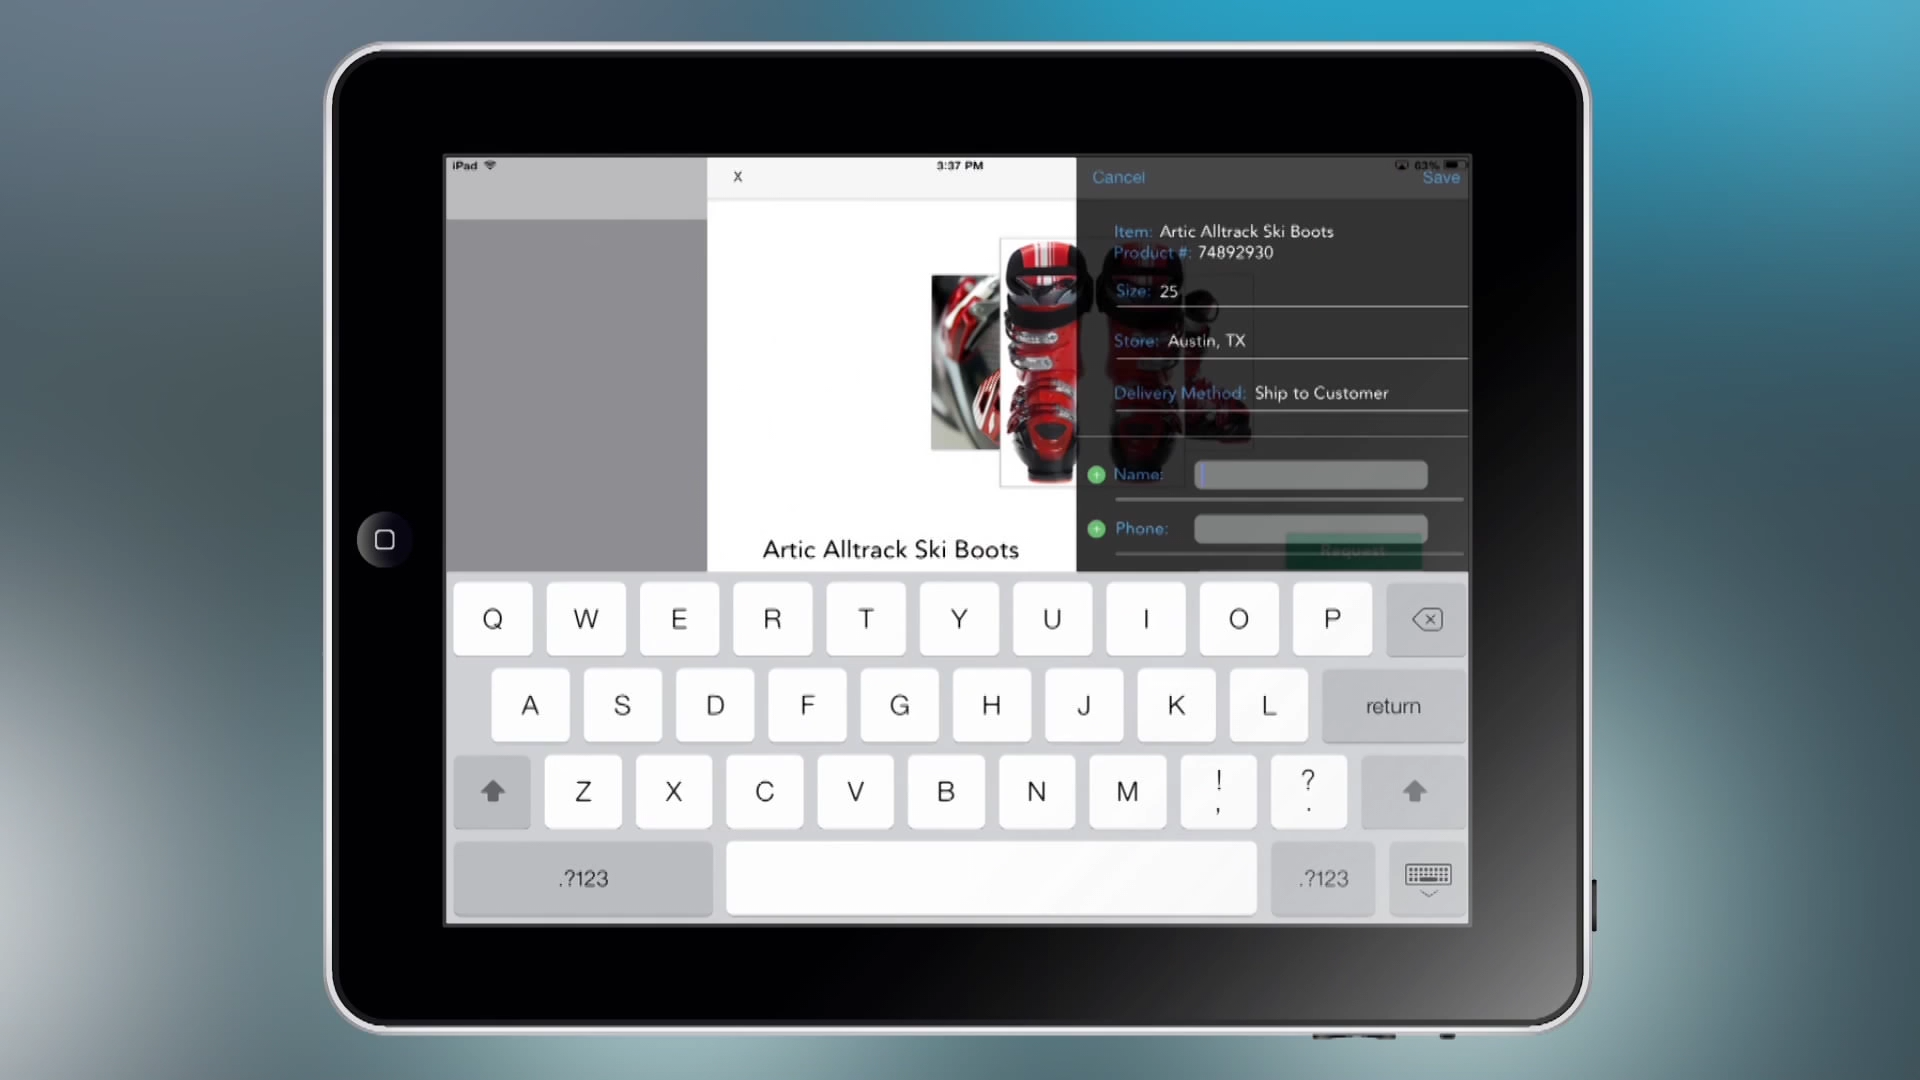 iPad 3:37 PM 63%
X
Cancel Save
Item: Artic Alltrack Ski Boots
Product #: 74892930
Size: 25
Store: Austin, TX
Delivery Method: Ship to Customer
Name:
Phone:
Request
Artic Alltrack Ski Boots
Q W E R T Y U I O P
A S D F G H J K L return
Z X C V B N M ! , ? .
.?123 .?123